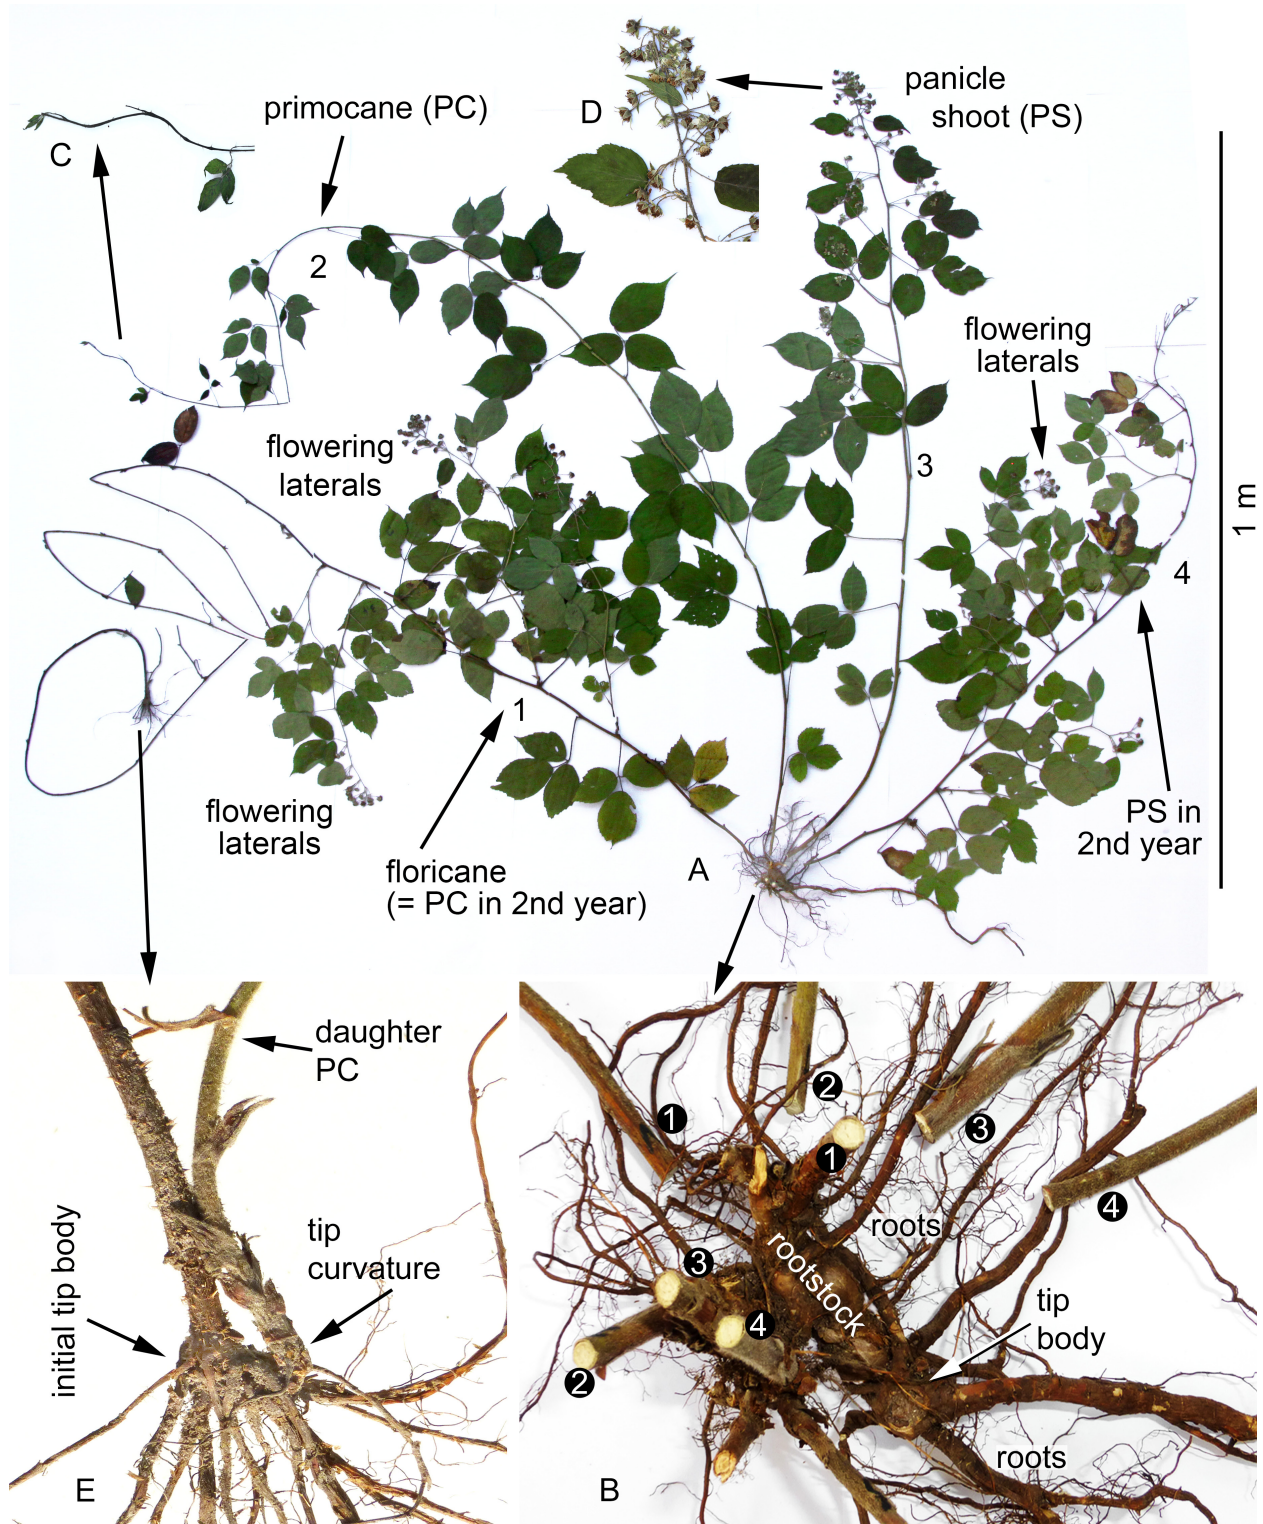 D
panicle
shoot (PS)
primocane (PC)
C
2
flowering
laterals
flowering
laterals
3
1 m
4
1
PS in
2nd year
flowering
laterals
floricane
(= PC in 2nd year)
A
daughter
PC
tip
curvature
initial tip body
E
1
2
3
1
4
roots
3
rootstock
4
tip
body
2
roots
B